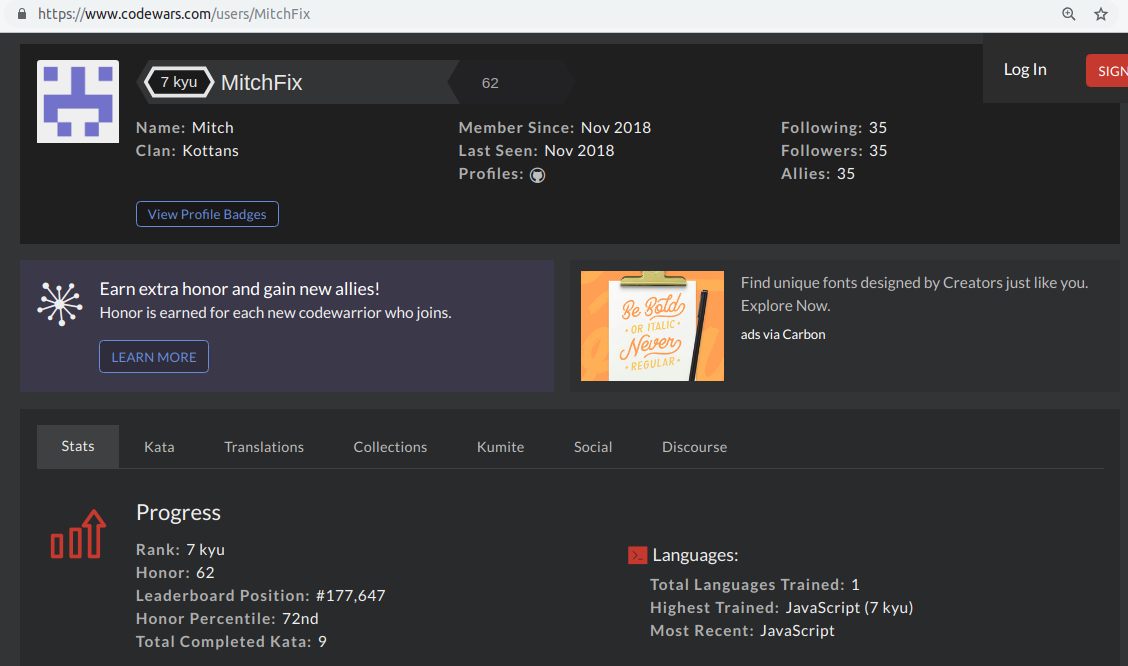 https://www.codewars.com/users/MitchFix
7 kyu MitchFix 62
Log In
SIGN
Name: Mitch
Clan: Kottans
Member Since: Nov 2018
Last Seen: Nov 2018
Profiles:
Following: 35
Followers: 35
Allies: 35
View Profile Badges
Earn extra honor and gain new allies!
Honor is earned for each new codewarrior who joins.
LEARN MORE
Be Bold
OR ITALIC
Never
REGULAR
Find unique fonts designed by Creators just like you.
Explore Now.
ads via Carbon
Stats Kata Translations Collections Kumite Social Discourse
Progress
Rank: 7 kyu
Honor: 62
Leaderboard Position: #177,647
Honor Percentile: 72nd
Total Completed Kata: 9
Languages:
Total Languages Trained: 1
Highest Trained: JavaScript (7 kyu)
Most Recent: JavaScript